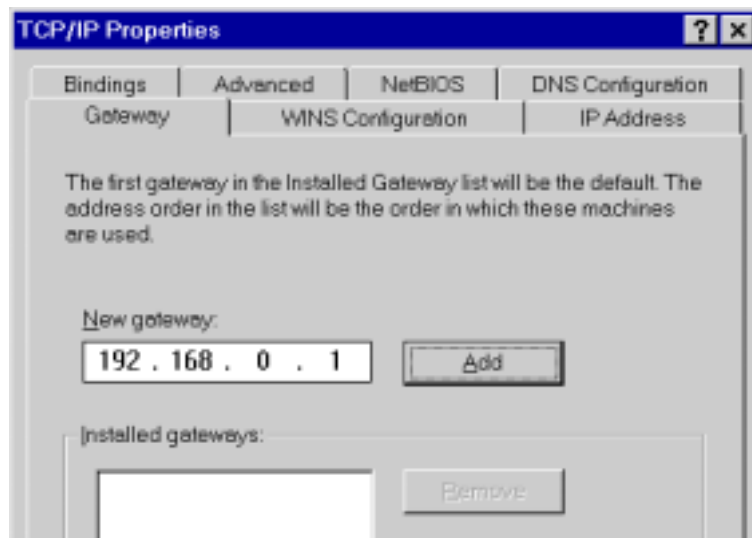 TCP/IP Properties
Bindings Advanced NetBIOS DNS Configuration
Gateway WINS Configuration IP Address
The first gateway in the Installed Gateway list will be the default. The
address order in the list will be the order in which these machines
are used.
New gateway:
192 . 168 . 0 . 1 Add
Installed gateways:
Remove